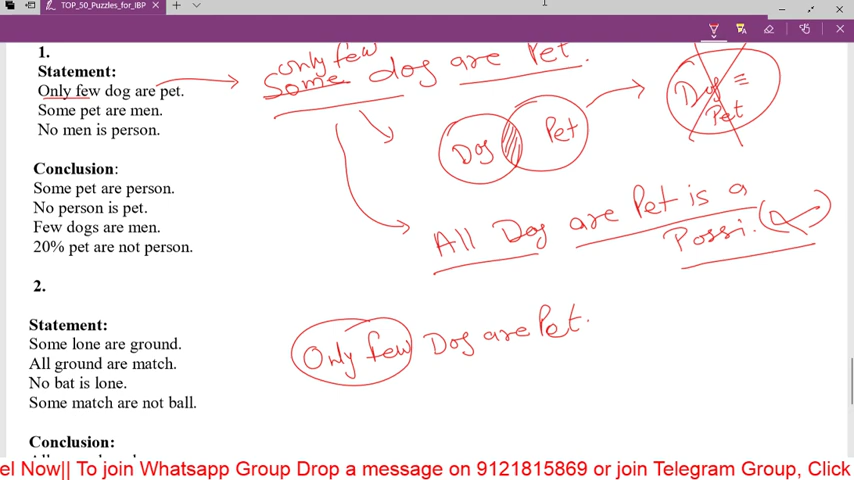 TOP_50_Puzzles_for_IBP
1.
Statement:
Only few dog are pet.
Some pet are men.
No men is person.
Conclusion:
Some pet are person.
No person is pet.
Few dogs are men.
20% pet are not person.
2.
Statement:
Some lone are ground.
All ground are match.
No bat is lone.
Some match are not ball.
Conclusion:
only few
Some dog are Pet.
Dog
Pet
Dog ≡
Pet
All Dog are Pet is a
Possi.
Only few Dog are Pet.
el Now|| To join Whatsapp Group Drop a message on 9121815869 or join Telegram Group, Click